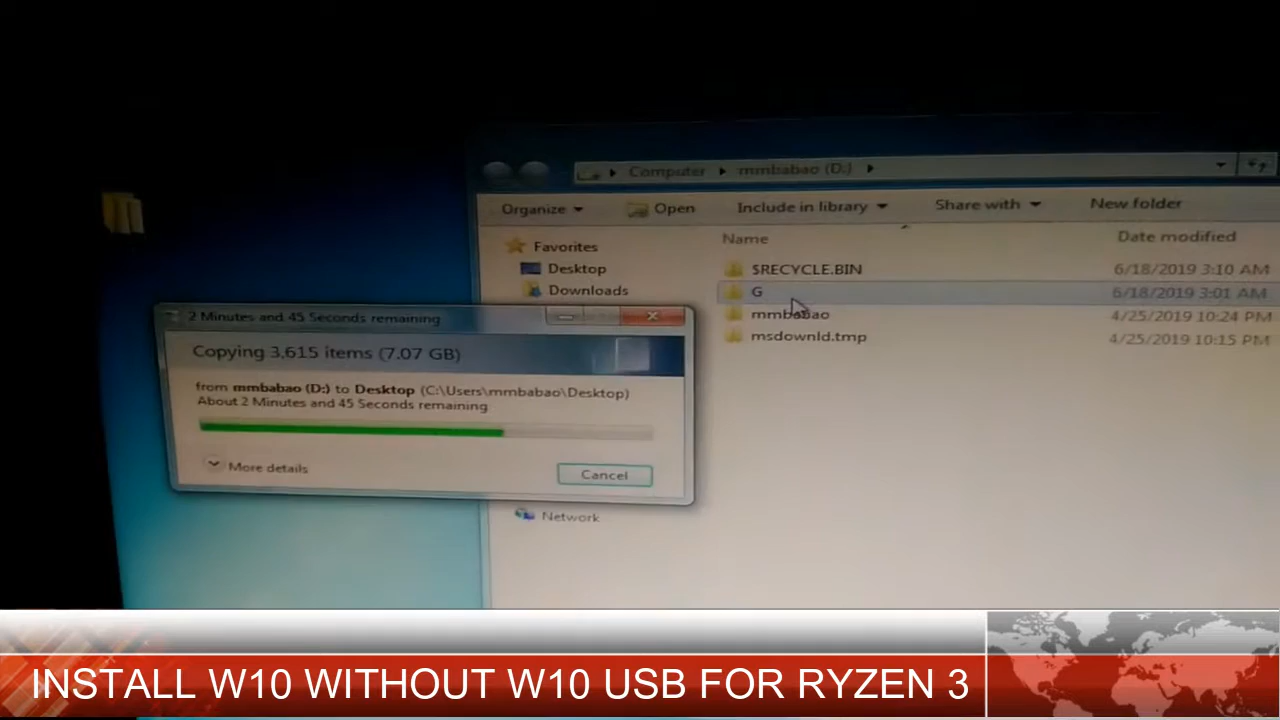 Computer ▸ mmbabao (D:) ▸
Organize Open Include in library Share with New folder
Name Date modified
Favorites
Desktop
Downloads
Network
$RECYCLE.BIN 6/18/2019 3:10 AM
G 6/18/2019 3:01 AM
mmbabao 4/25/2019 10:24 PM
msdownld.tmp 4/25/2019 10:15 PM
2 Minutes and 45 Seconds remaining
Copying 3,615 items (7.07 GB)
from mmbabao (D:) to Desktop (C:\Users\mmbabao\Desktop)
About 2 Minutes and 45 Seconds remaining
More details
Cancel
INSTALL W10 WITHOUT W10 USB FOR RYZEN 3